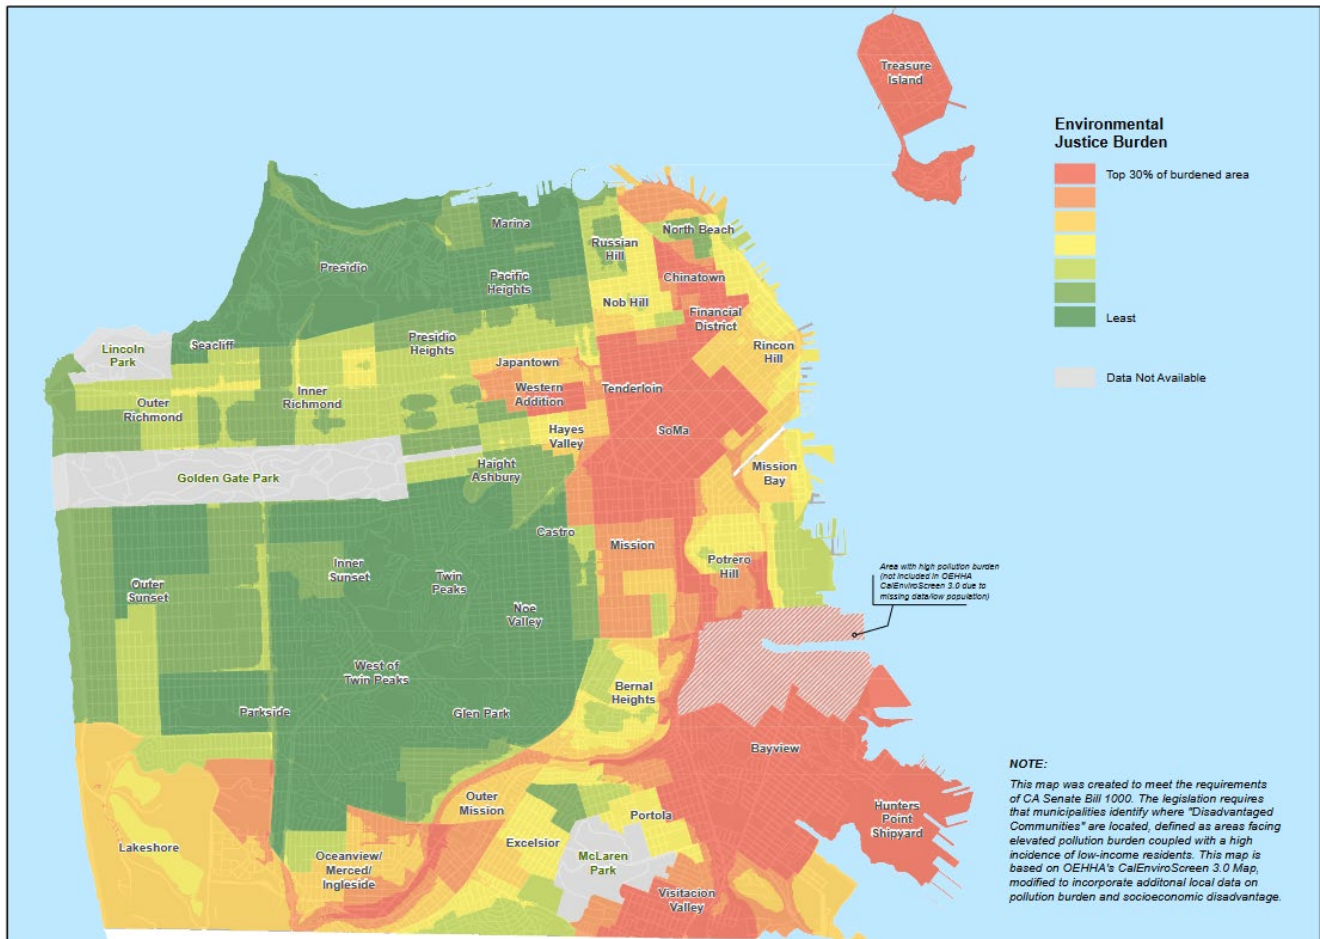 Treasure
Island
Environmental
Justice Burden
Top 30% of burdened area
Least
Data Not Available
Marina
North Beach
Russian
Hill
Presidio
Pacific
Heights
Chinatown
Nob Hill
Financial
District
Lincoln
Park
Seacliff
Presidio
Heights
Rincon
Hill
Japantown
Outer
Richmond
Inner
Richmond
Western
Addition
Tenderloin
Hayes
Valley
SoMa
Golden Gate Park
Haight
Ashbury
Mission
Bay
Castro
Mission
Potrero
Hill
Outer
Sunset
Inner
Sunset
Twin
Peaks
Noe
Valley
Area with high pollution burden
(not included in OEHHA
CalEnviroScreen 3.0 due to
missing data/low population)
West of
Twin Peaks
Bernal
Heights
Parkside
Glen Park
Bayview
Outer
Mission
Hunters
Point
Shipyard
Portola
Lakeshore
Oceanview/
Merced/
Ingleside
Excelsior
McLaren
Park
Visitacion
Valley
NOTE:
This map was created to meet the requirements
of CA Senate Bill 1000. The legislation requires
that municipalities identify where "Disadvantaged
Communities" are located, defined as areas facing
elevated pollution burden coupled with a high
incidence of low-income residents. This map is
based on OEHHA's CalEnviroScreen 3.0 Map,
modified to incorporate additonal local data on
pollution burden and socioeconomic disadvantage.